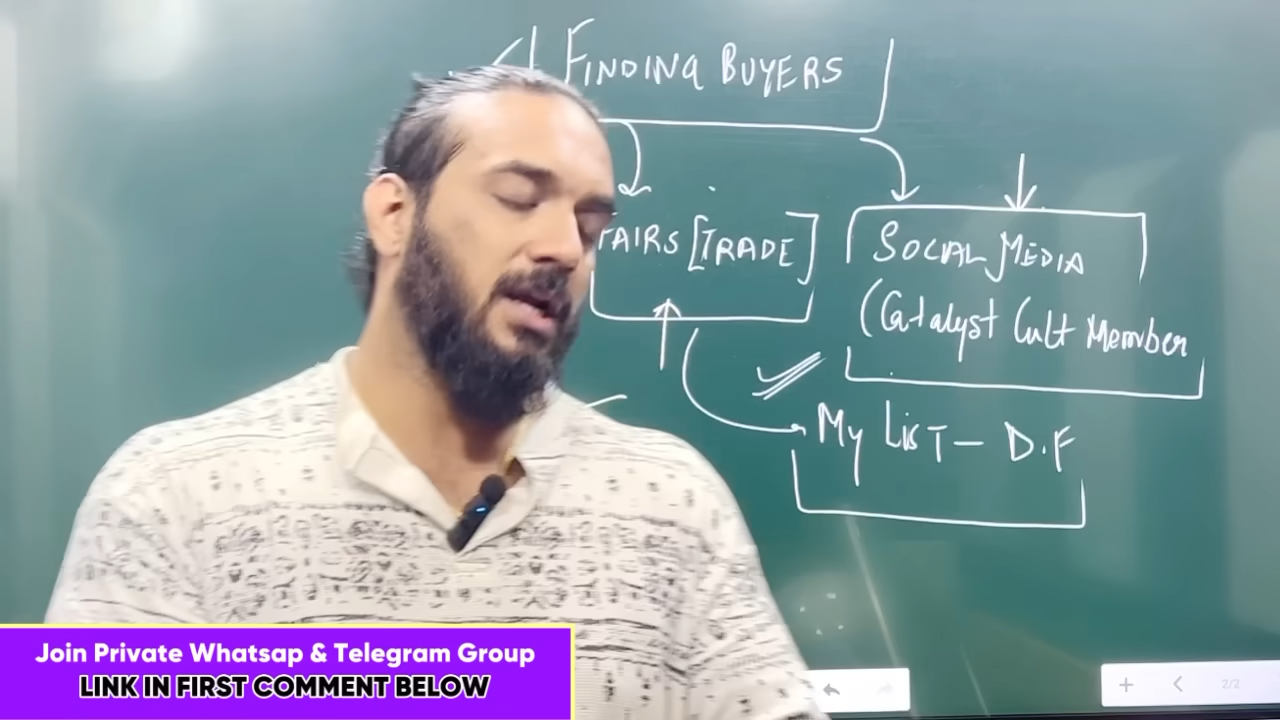 FINDING BUYERS
FAIRS [TRADE]
SOCIAL MEDIA
(Catalyst Cult Member
My LIST - D.F
Join Private Whatsap & Telegram Group
LINK IN FIRST COMMENT BELOW
2/2